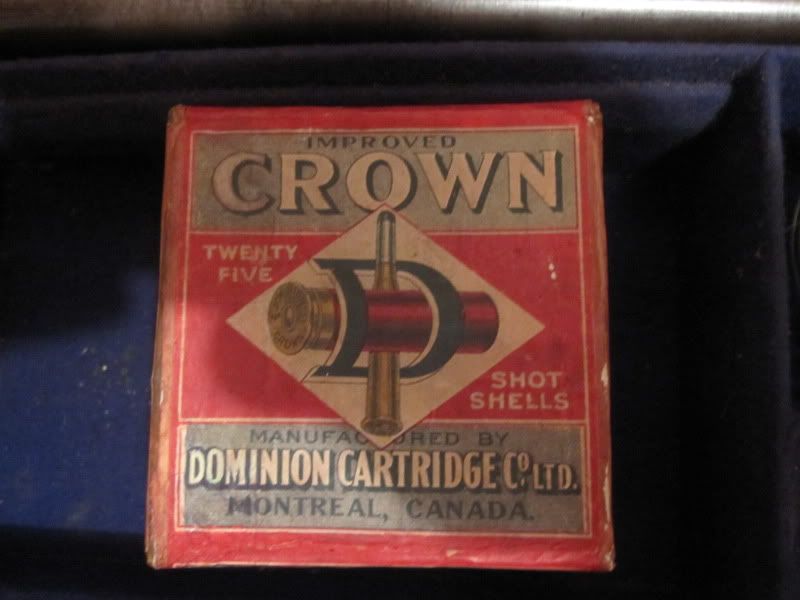 IMPROVED
CROWN
TWENTY
FIVE
D
SHOT
SHELLS
MANUFACTURED BY
DOMINION CARTRIDGE Co. LTD.
MONTREAL, CANADA.